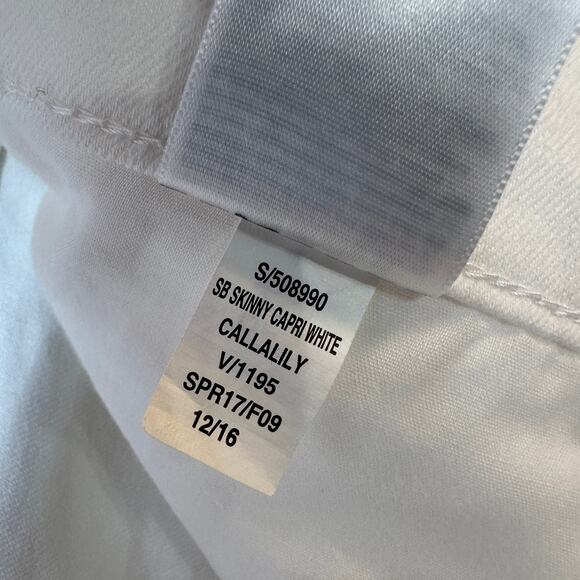 S/508990
SB SKINNY CAPRI WHITE
CALLALILY
V/1195
SPR17/F09
12/16